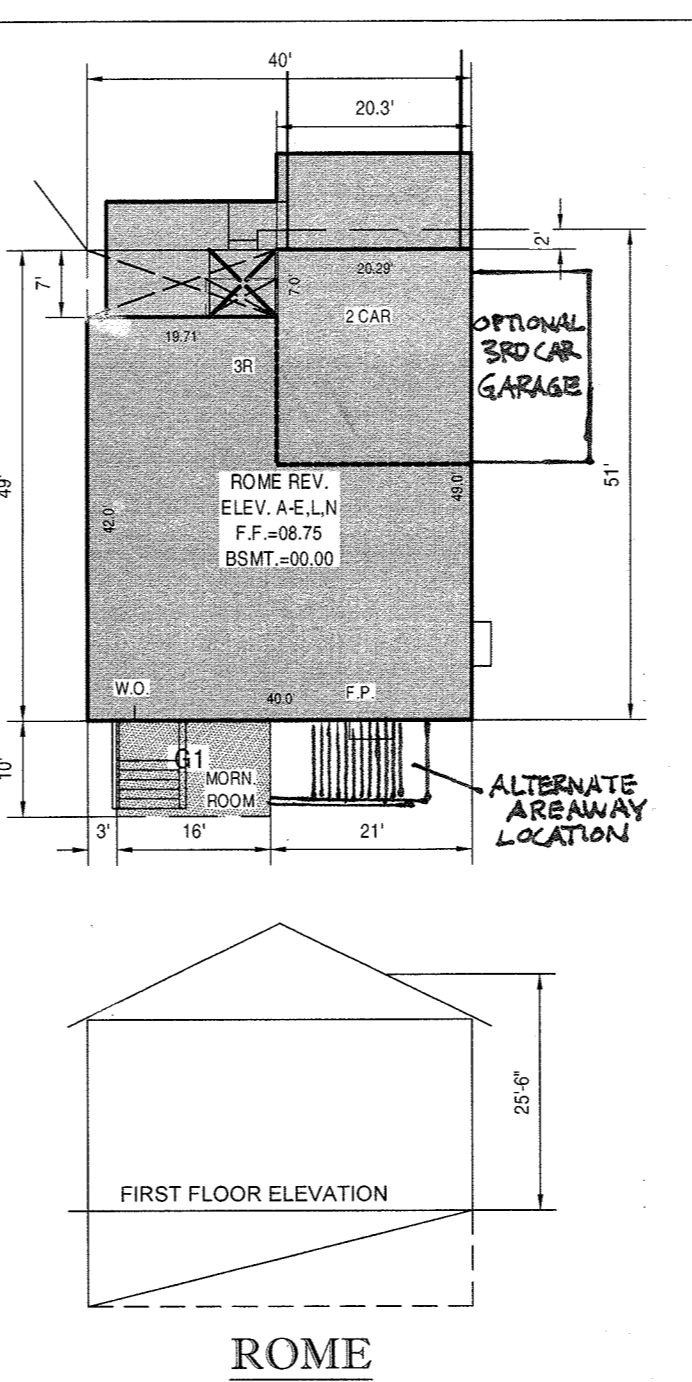 40'
20.3'
2'
7'
20.29'
7.0'
2 CAR
OPTIONAL
3RD CAR
GARAGE
19.71'
3R
49'
51'
ROME REV.
ELEV. A-E,L,N
F.F.=08.75
BSMT.=00.00
42.0'
49.0'
W.O.
40.0'
F.P.
10'
G1
MORN.
ROOM
ALTERNATE
AREAWAY
LOCATION
3'
16'
21'
25'-6"
FIRST FLOOR ELEVATION
ROME